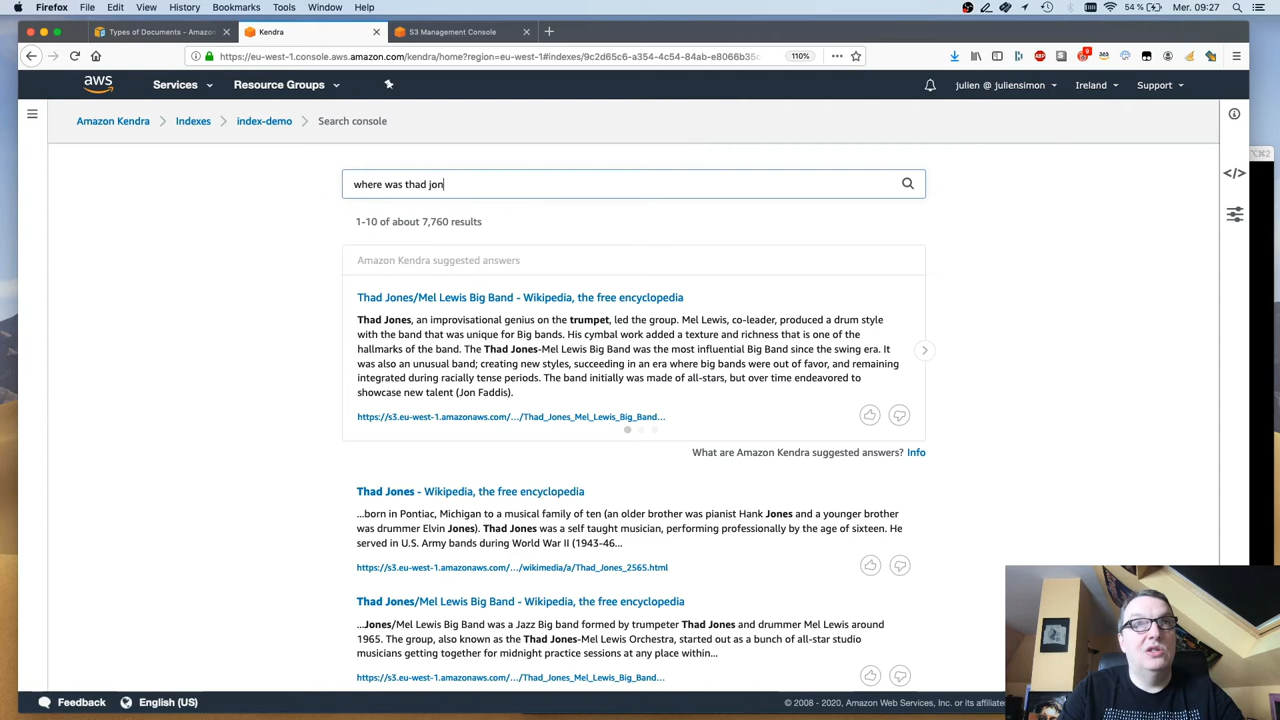 Firefox File Edit View History Bookmarks Tools Window Help 54 % Mer. 09:27
Types of Documents - Amazon Kendra S3 Management Console
https://eu-west-1.console.aws.amazon.com/kendra/home?region=eu-west-1#indexes/9c2d65c6-a354-4c54-84ab-e8066b35c 110%
aws Services Resource Groups julien @ juliensimon Ireland Support
Amazon Kendra Indexes index-demo Search console
where was thad jon
1-10 of about 7,760 results
Amazon Kendra suggested answers
Thad Jones/Mel Lewis Big Band - Wikipedia, the free encyclopedia
Thad Jones, an improvisational genius on the trumpet, led the group. Mel Lewis, co-leader, produced a drum style
with the band that was unique for Big bands. His cymbal work added a texture and richness that is one of the
hallmarks of the band. The Thad Jones-Mel Lewis Big Band was the most influential Big Band since the swing era. It
was also an unusual band; creating new styles, succeeding in an era where big bands were out of favor, and remaining
integrated during racially tense periods. The band initially was made of all-stars, but over time endeavored to
showcase new talent (Jon Faddis).
https://s3.eu-west-1.amazonaws.com/.../Thad_Jones_Mel_Lewis_Big_Band...
What are Amazon Kendra suggested answers? Info
Thad Jones - Wikipedia, the free encyclopedia
...born in Pontiac, Michigan to a musical family of ten (an older brother was pianist Hank Jones and a younger brother
was drummer Elvin Jones). Thad Jones was a self taught musician, performing professionally by the age of sixteen. He
served in U.S. Army bands during World War II (1943-46...
https://s3.eu-west-1.amazonaws.com/.../wikimedia/a/Thad_Jones_2565.html
Thad Jones/Mel Lewis Big Band - Wikipedia, the free encyclopedia
...Jones/Mel Lewis Big Band was a Jazz Big band formed by trumpeter Thad Jones and drummer Mel Lewis around
1965. The group, also known as the Thad Jones-Mel Lewis Orchestra, started out as a bunch of all-star studio
musicians getting together for midnight practice sessions at any place within...
https://s3.eu-west-1.amazonaws.com/.../Thad_Jones_Mel_Lewis_Big_Band...
Feedback English (US) © 2008 - 2020, Amazon Web Services, Inc. or its affiliate